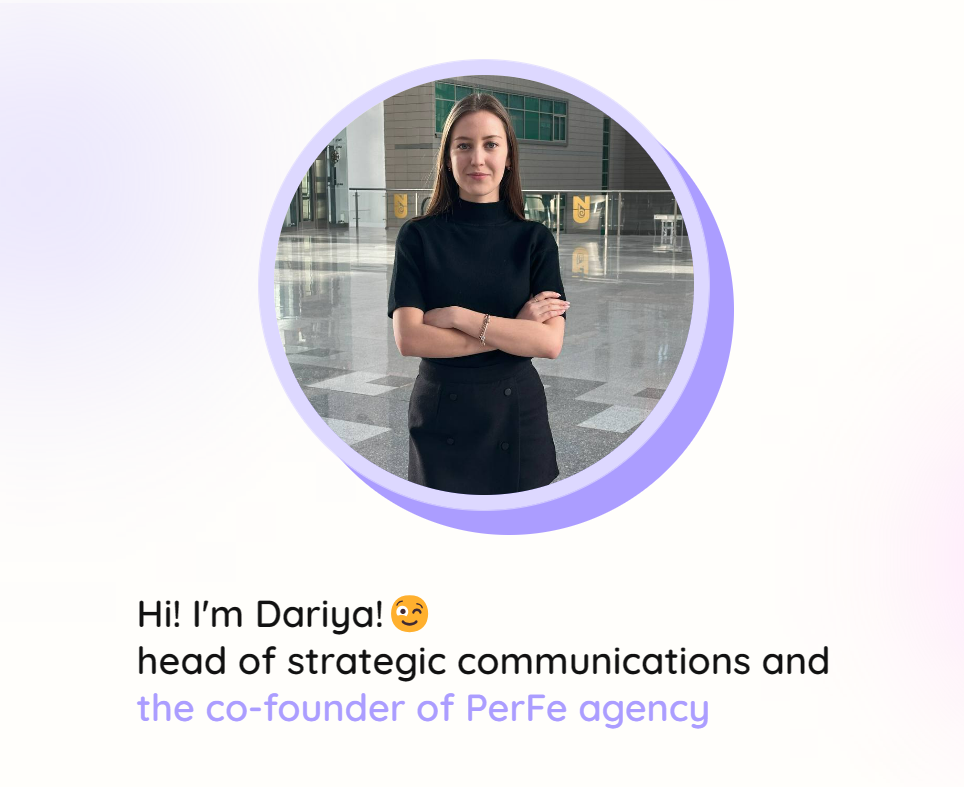 Hi! I'm Dariya!😉
head of strategic communications and
the co-founder of PerFe agency